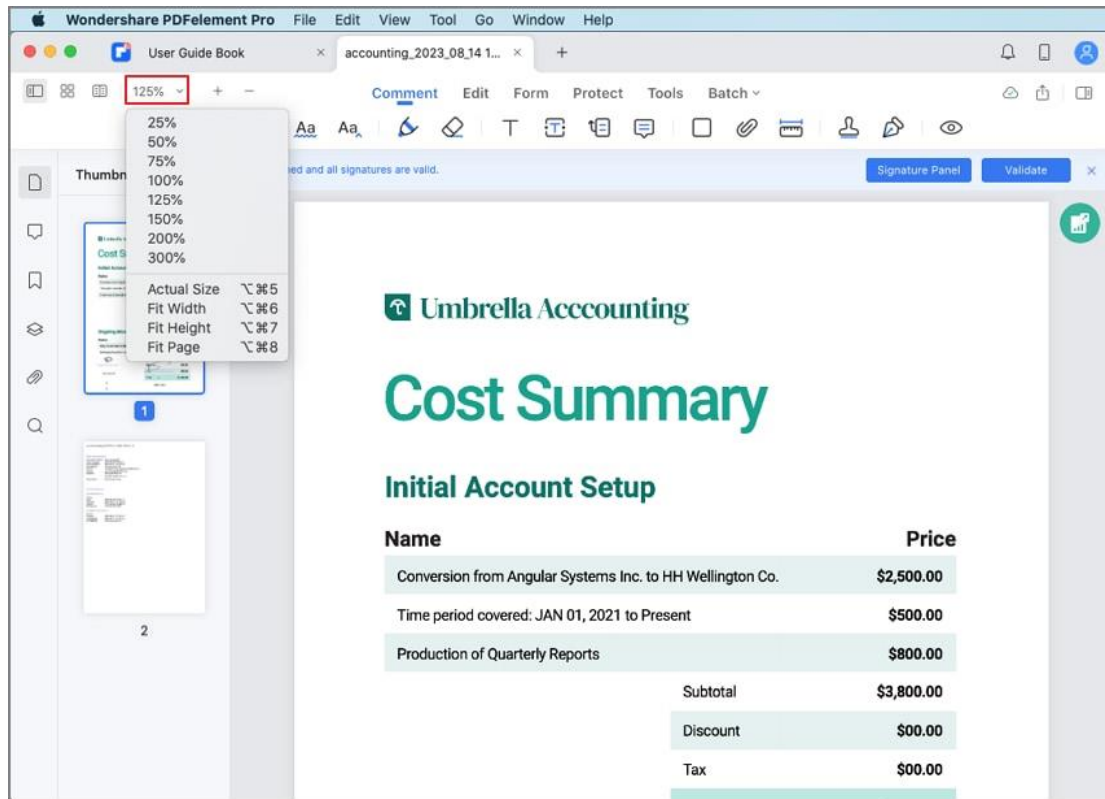 Wondershare PDFelement Pro File Edit View Tool Go Window Help
User Guide Book × accounting_2023_08_14 1... × +
125% + −
Comment Edit Form Protect Tools Batch
25%
50%
75%
100%
125%
150%
200%
300%
Actual Size ⌥⌘5
Fit Width ⌥⌘6
Fit Height ⌥⌘7
Fit Page ⌥⌘8
Aa Aa T T T
Thumbn
ed and all signatures are valid.
Signature Panel Validate ×
Cost S
1
2
Umbrella Acccounting
Cost Summary
Initial Account Setup
Name Price
Conversion from Angular Systems Inc. to HH Wellington Co. $2,500.00
Time period covered: JAN 01, 2021 to Present $500.00
Production of Quarterly Reports $800.00
Subtotal $3,800.00
Discount $00.00
Tax $00.00